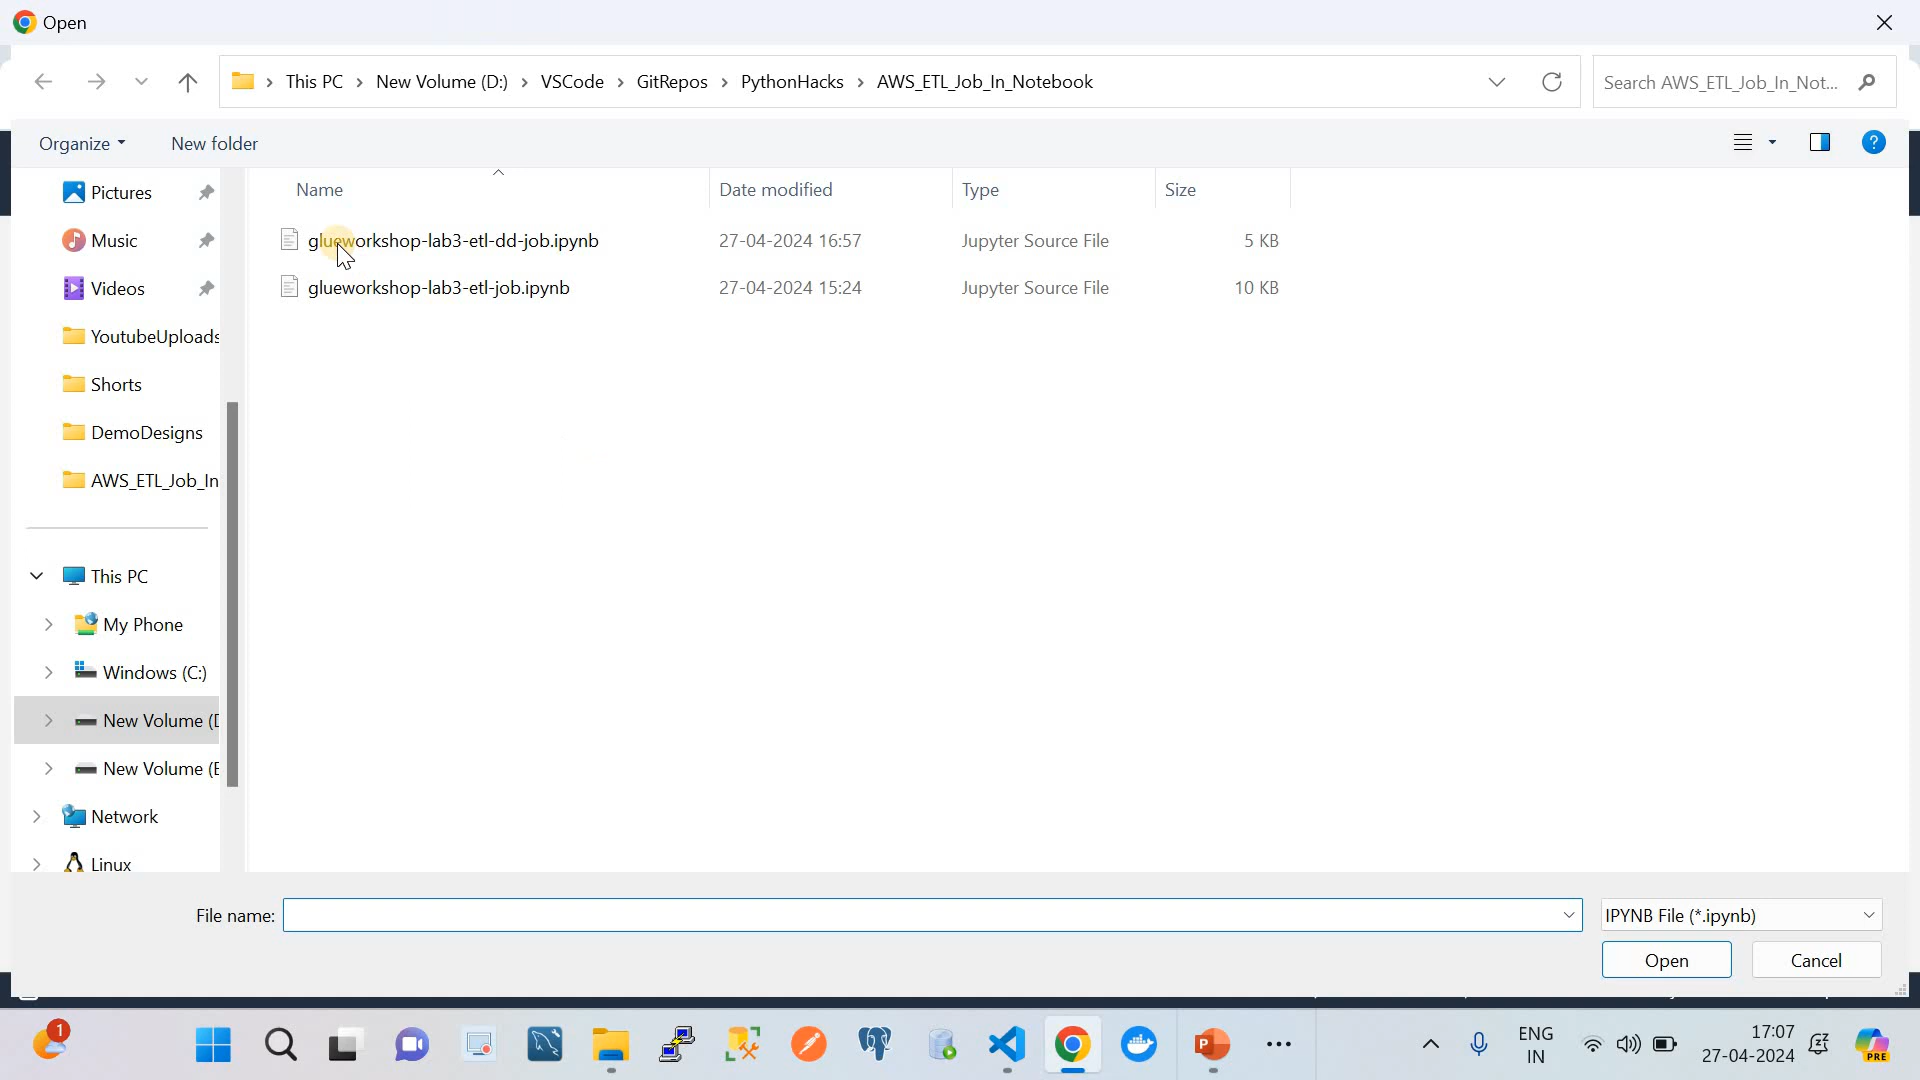 Open
This PC > New Volume (D:) > VSCode > GitRepos > PythonHacks > AWS_ETL_Job_In_Notebook
Search AWS_ETL_Job_In_Not...
Organize
New folder
Name
Date modified
Type
Size
glueworkshop-lab3-etl-dd-job.ipynb
27-04-2024 16:57
Jupyter Source File
5 KB
glueworkshop-lab3-etl-job.ipynb
27-04-2024 15:24
Jupyter Source File
10 KB
Pictures
Music
Videos
YoutubeUploads
Shorts
DemoDesigns
AWS_ETL_Job_In
This PC
My Phone
Windows (C:)
New Volume (D
New Volume (E
Network
Linux
File name:
IPYNB File (*.ipynb)
Open
Cancel
1
ENG
IN
17:07
27-04-2024
PRE